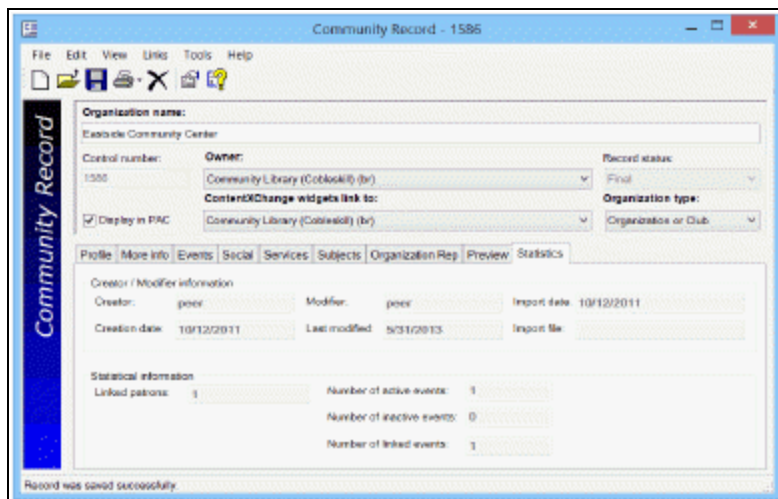 Community Record - 1586
File Edit View Links Tools Help
Community Record
Organization name:
Eastside Community Center
Control number: Owner: Record status:
1586 Community Library (Cobleskill) (br) Final
ContentXChange widgets link to: Organization type:
Display in PAC Community Library (Cobleskill) (br) Organization or Club
Profile More info Events Social Services Subjects Organization Rep Preview Statistics
Creator / Modifier information
Creator: peer Modifier: peer Import date: 10/12/2011
Creation date: 10/12/2011 Last modified: 5/31/2013 Import file:
Statistical information
Linked patrons: 1 Number of active events: 1
Number of inactive events: 0
Number of linked events: 1
Record was saved successfully.